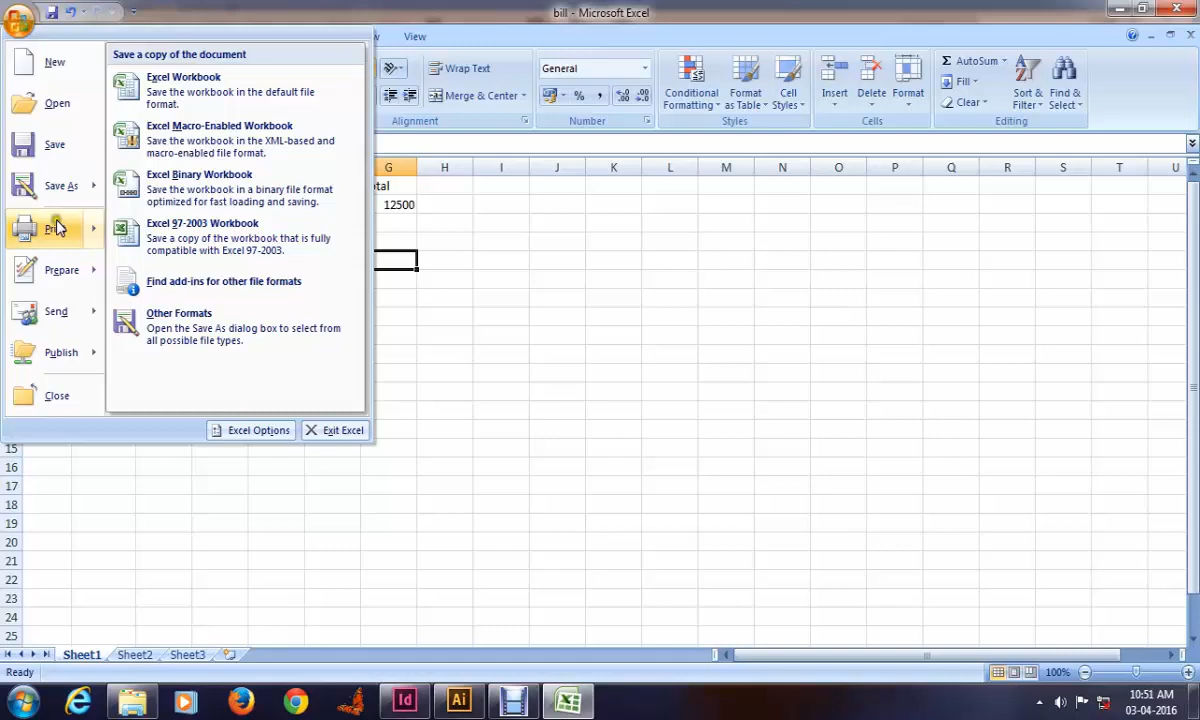 bill - Microsoft Excel
View
New
Open
Save
Save As
Prepare
Send
Publish
Close
Save a copy of the document
Excel Workbook
Save the workbook in the default file
format.
Excel Macro-Enabled Workbook
Save the workbook in the XML-based and
macro-enabled file format.
Excel Binary Workbook
Save the workbook in a binary file format
optimized for fast loading and saving.
Excel 97-2003 Workbook
Save a copy of the workbook that is fully
compatible with Excel 97-2003.
Find add-ins for other file formats
Other Formats
Open the Save As dialog box to select from
all possible file types.
Excel Options
Exit Excel
Wrap Text
Merge & Center
Alignment
General
%
Number
Conditional
Formatting
Format
as Table
Cell
Styles
Styles
Insert
Delete
Format
Cells
AutoSum
Fill
Clear
Sort &
Filter
Find &
Select
Editing
G H I J K L M N O P Q R S T U
12500
15
16
17
18
19
20
21
22
23
24
25
Sheet1 Sheet2 Sheet3
Ready
100%
Id
Ai
10:51 AM
03-04-2016